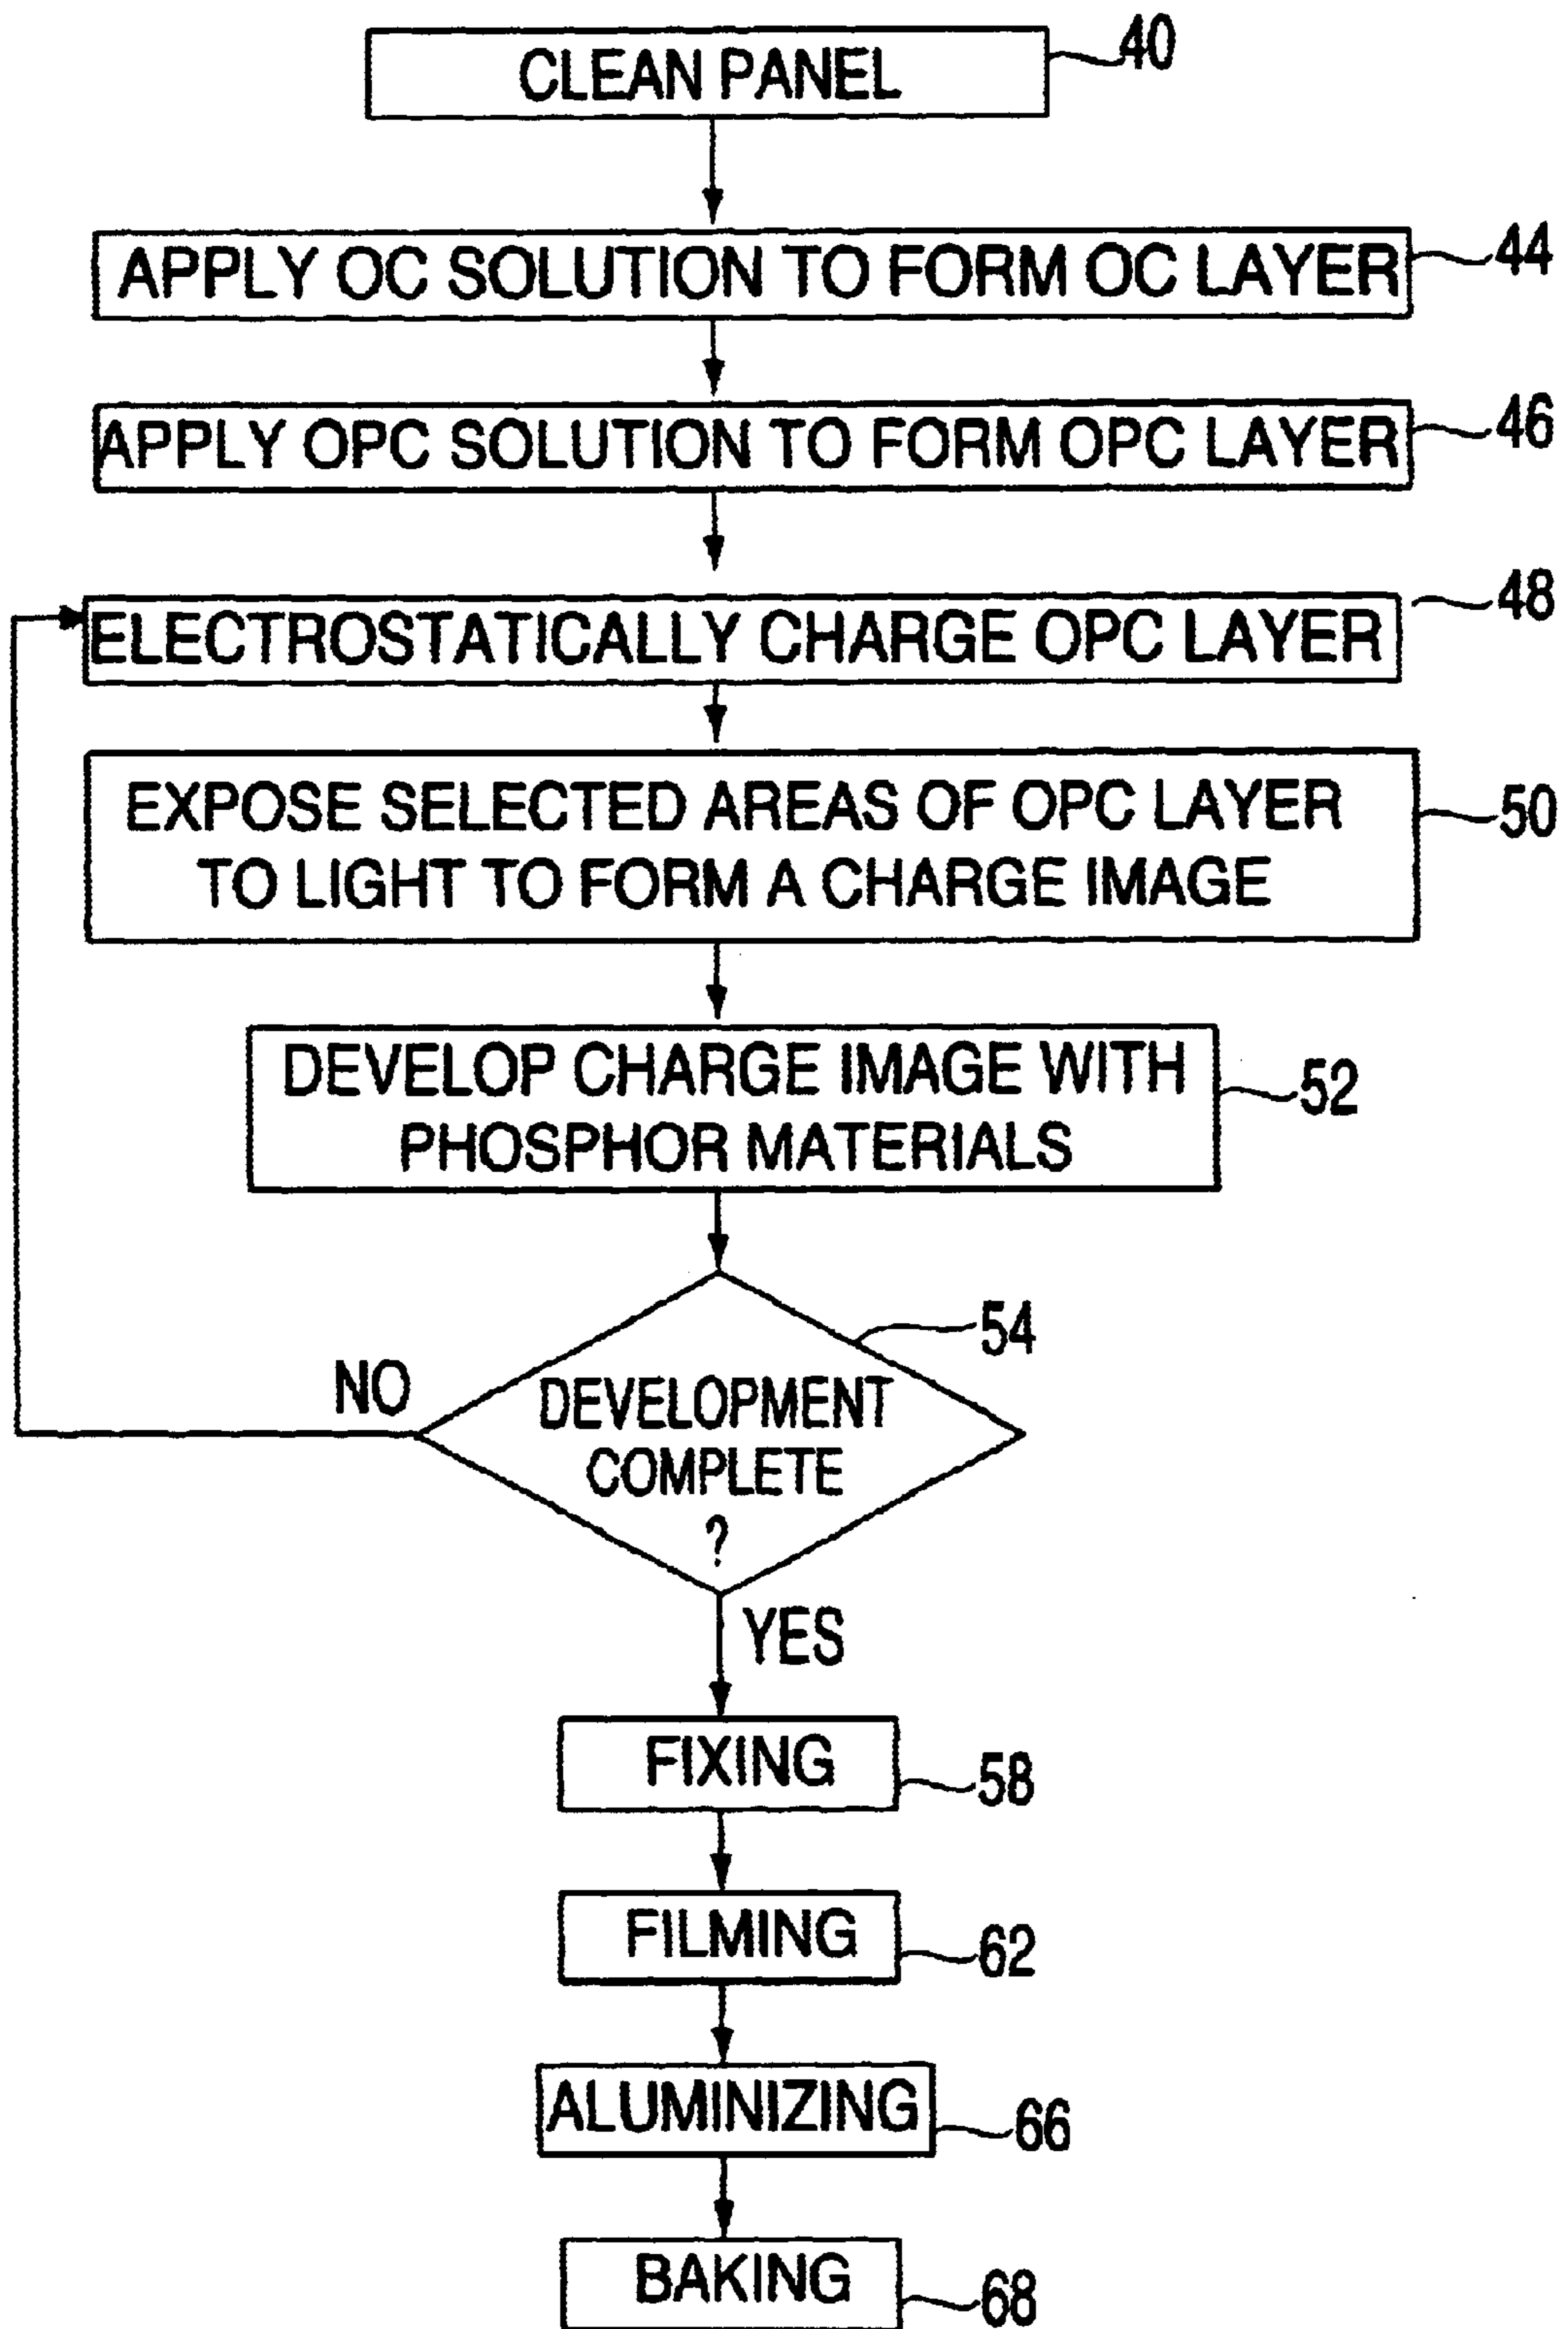 CLEAN PANEL
40
APPLY OC SOLUTION TO FORM OC LAYER
44
APPLY OPC SOLUTION TO FORM OPC LAYER
46
ELECTROSTATICALLY CHARGE OPC LAYER
48
EXPOSE SELECTED AREAS OF OPC LAYER
TO LIGHT TO FORM A CHARGE IMAGE
50
DEVELOP CHARGE IMAGE WITH
PHOSPHOR MATERIALS
52
54
NO
DEVELOPMENT
COMPLETE
?
YES
FIXING
58
FILMING
62
ALUMINIZING
66
BAKING
68